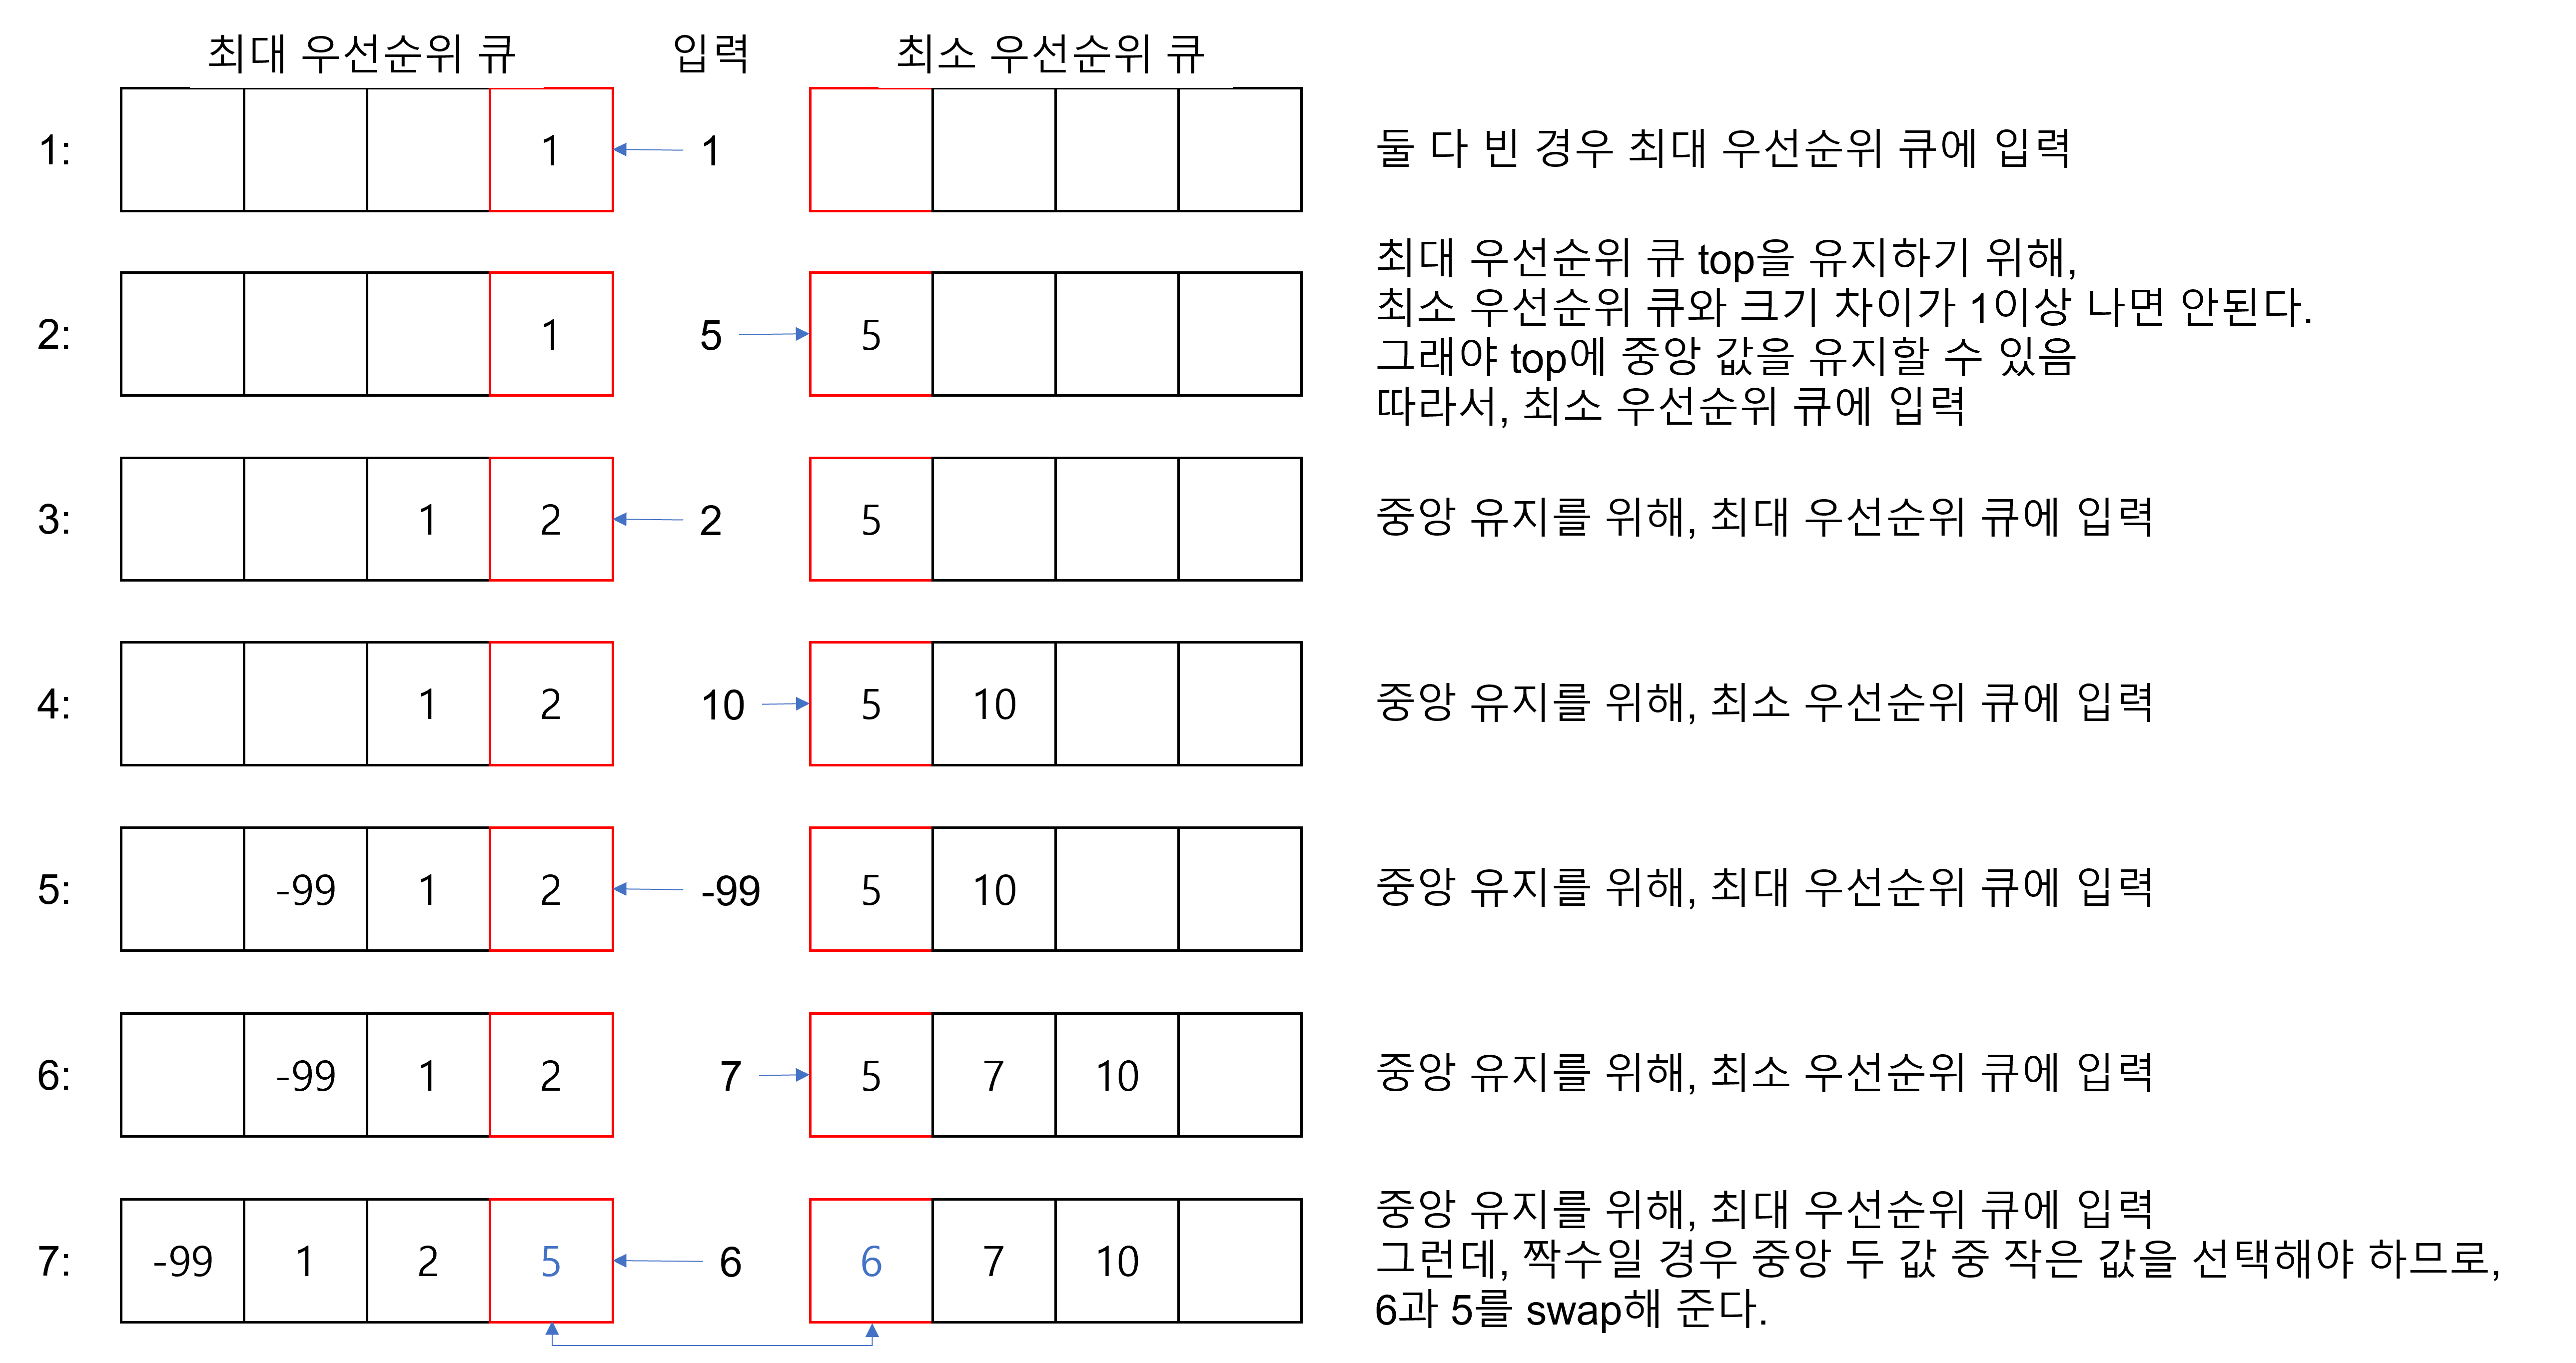 최대 우선순위 큐 입력 최소 우선순위 큐
1: 1 1 둘 다 빈 경우 최대 우선순위 큐에 입력
최대 우선순위 큐 top을 유지하기 위해,
최소 우선순위 큐와 크기 차이가 1이상 나면 안된다.
2: 1 5 5
그래야 top에 중앙 값을 유지할 수 있음
따라서, 최소 우선순위 큐에 입력
3: 1 2 2 5 중앙 유지를 위해, 최대 우선순위 큐에 입력
4: 1 2 10 5 10 중앙 유지를 위해, 최소 우선순위 큐에 입력
5: -99 1 2 -99 5 10 중앙 유지를 위해, 최대 우선순위 큐에 입력
6: -99 1 2 7 5 7 10 중앙 유지를 위해, 최소 우선순위 큐에 입력
중앙 유지를 위해, 최대 우선순위 큐에 입력
7: -99 1 2 5 6 6 7 10 그런데, 짝수일 경우 중앙 두 값 중 작은 값을 선택해야 하므로,
6과 5를 swap해 준다.